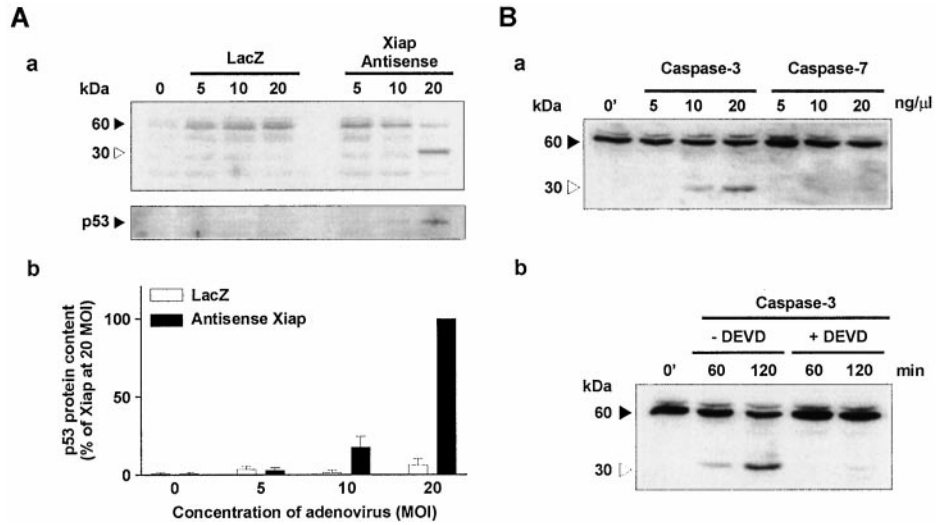 A
a
LacZ
Xiap
Antisense
kDa 0 5 10 20 5 10 20
60
30
p53
b
p53 protein content
(% of Xiap at 20 MOI)
LacZ
Antisense Xiap
100
50
0
0 5 10 20
Concentration of adenovirus (MOI)
B
a
Caspase-3 Caspase-7
kDa 0' 5 10 20 5 10 20 ng/µl
60
30
b
Caspase-3
- DEVD + DEVD
0' 60 120 60 120 min
kDa
60
30